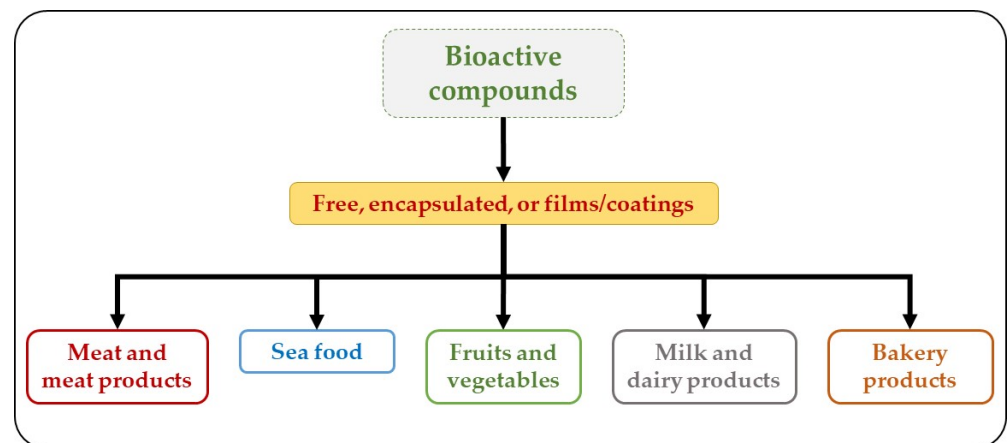 Bioactive
compounds
Free, encapsulated, or films/coatings
Meat and
meat products
Sea food
Fruits and
vegetables
Milk and
dairy products
Bakery
products